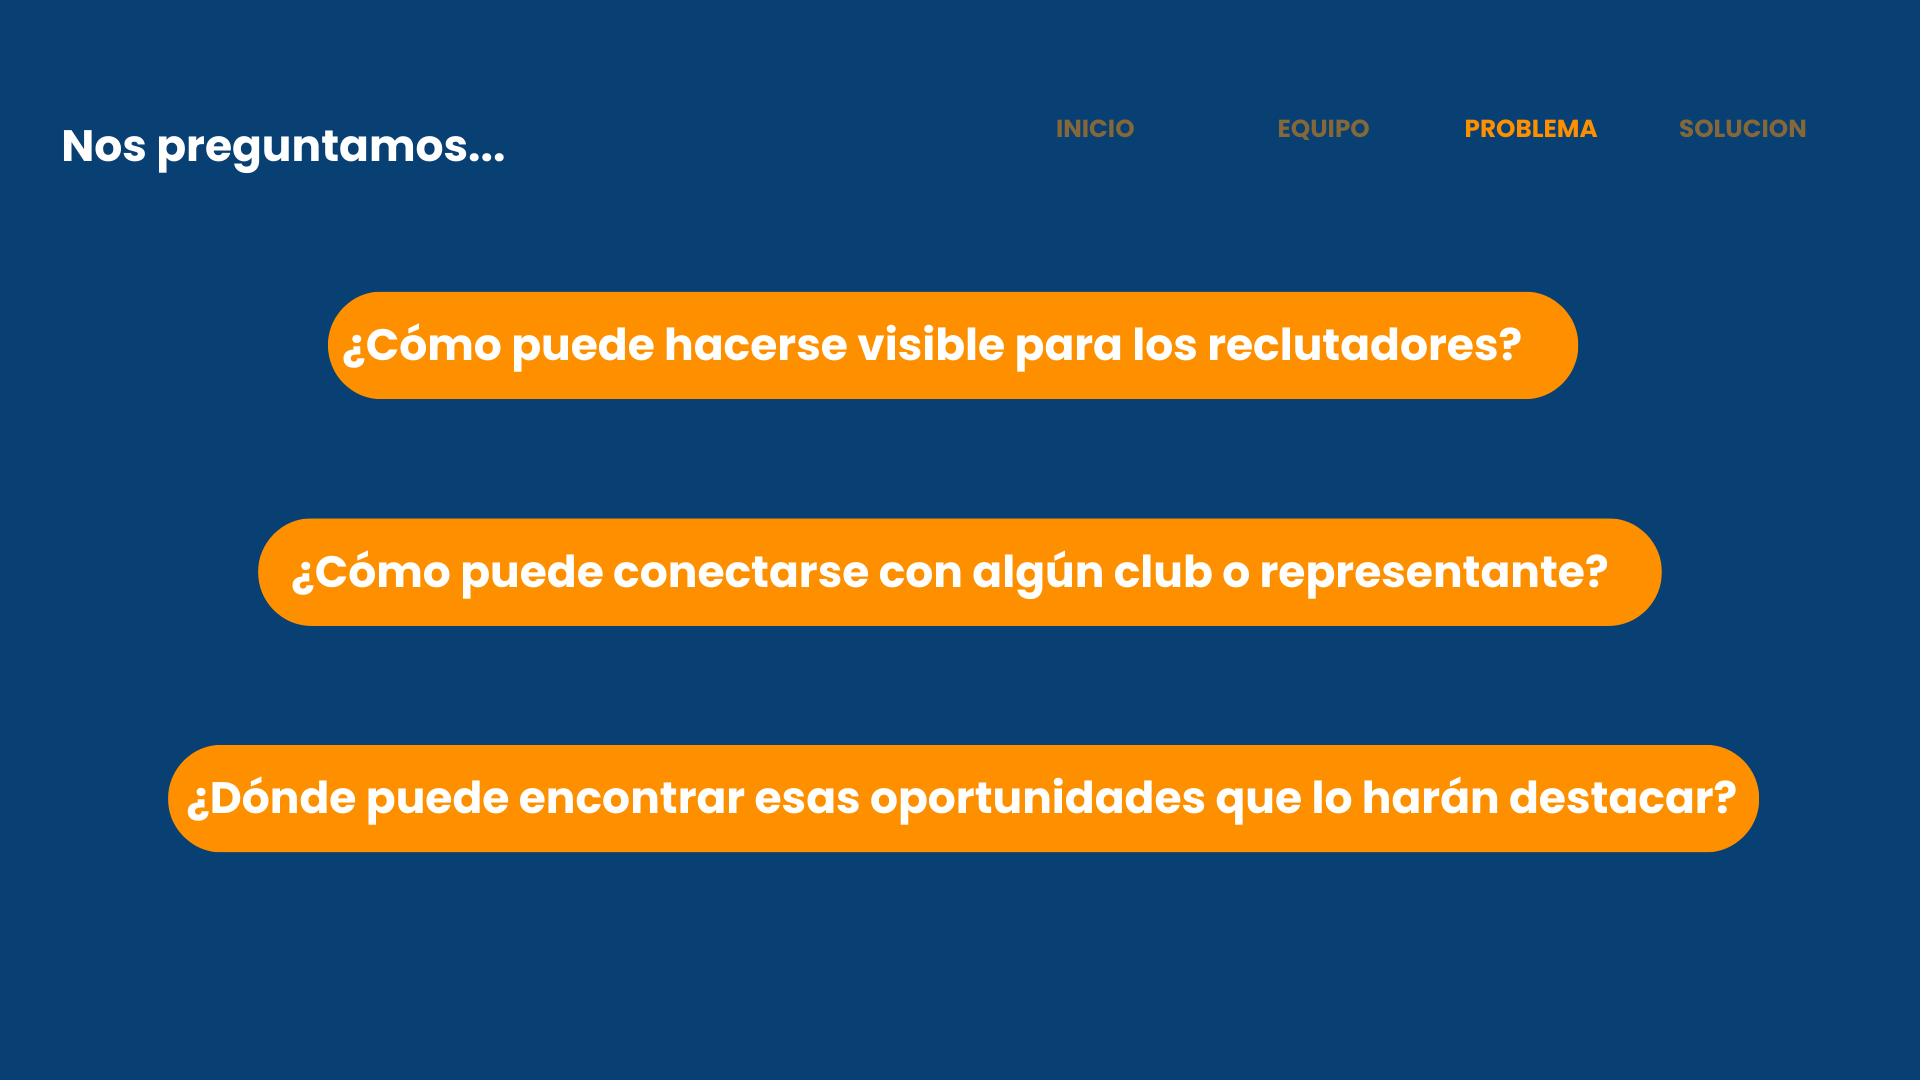 Nos preguntamos...
INICIO EQUIPO PROBLEMA SOLUCION
¿Cómo puede hacerse visible para los reclutadores?
¿Cómo puede conectarse con algún club o representante?
¿Dónde puede encontrar esas oportunidades que lo harán destacar?